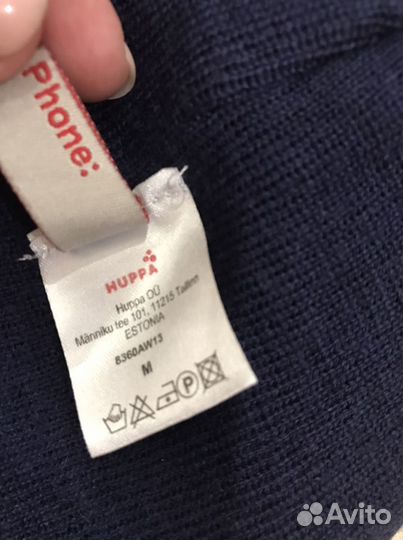 Phone:
HUPPA
Huppa OÜ
Männiku tee 101, 11215 Tallinn
ESTONIA
8360AW13
M
P
Avito